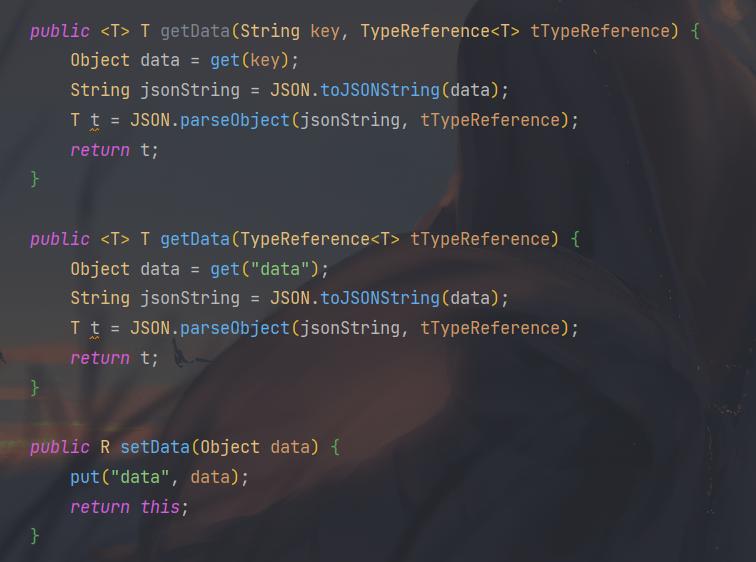 public <T> T getData(String key, TypeReference<T> tTypeReference) {
    Object data = get(key);
    String jsonString = JSON.toJSONString(data);
    T t = JSON.parseObject(jsonString, tTypeReference);
    return t;
}
public <T> T getData(TypeReference<T> tTypeReference) {
    Object data = get("data");
    String jsonString = JSON.toJSONString(data);
    T t = JSON.parseObject(jsonString, tTypeReference);
    return t;
}
public R setData(Object data) {
    put("data", data);
    return this;
}